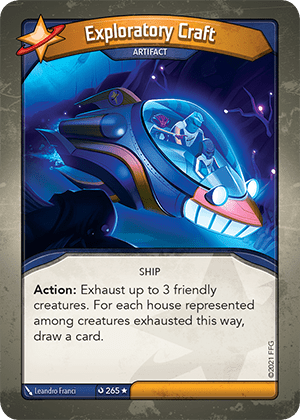 Exploratory Craft
ARTIFACT
SHIP
Action: Exhaust up to 3 friendly
creatures. For each house represented
among creatures exhausted this way,
draw a card.
©2021 FFG
Leandro Franci
265